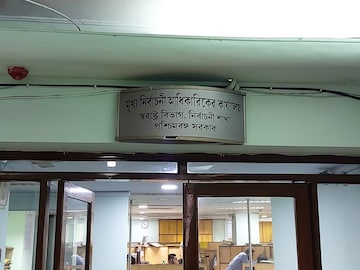 মুখ্য নির্বাচনী আধিকারিকের কার্যালয়
স্বরাষ্ট্র বিভাগ, নির্বাচনী শাখা
পশ্চিমবঙ্গ সরকার